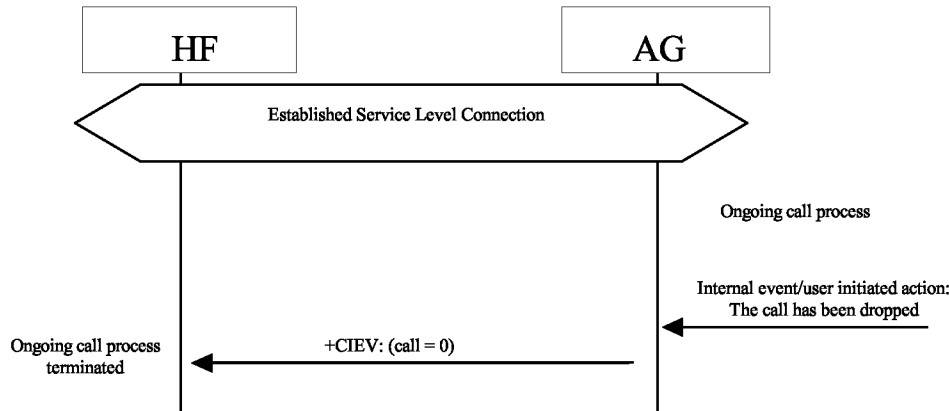 HF
AG
Established Service Level Connection
Ongoing call process
Internal event/user initiated action:
The call has been dropped
+CIEV: (call = 0)
Ongoing call process
terminated